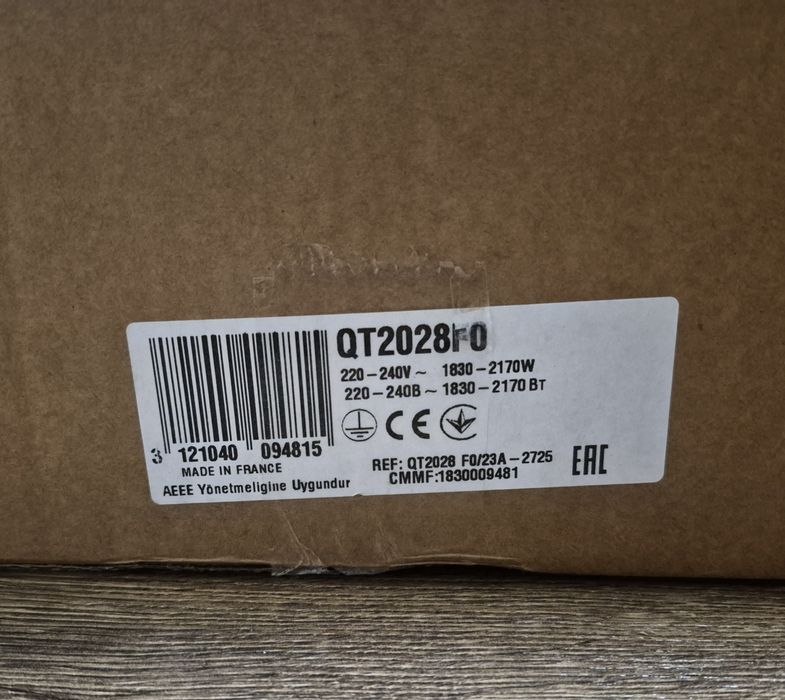 QT2028F0
220-240V ~ 1830-2170W
220-240В ~ 1830-2170 Вт
CE
3 121040 094815
MADE IN FRANCE
AEEE Yönetmeligine Uygundur
REF: QT2028 F0/23A-2725
CMMF:1830009481
EAC